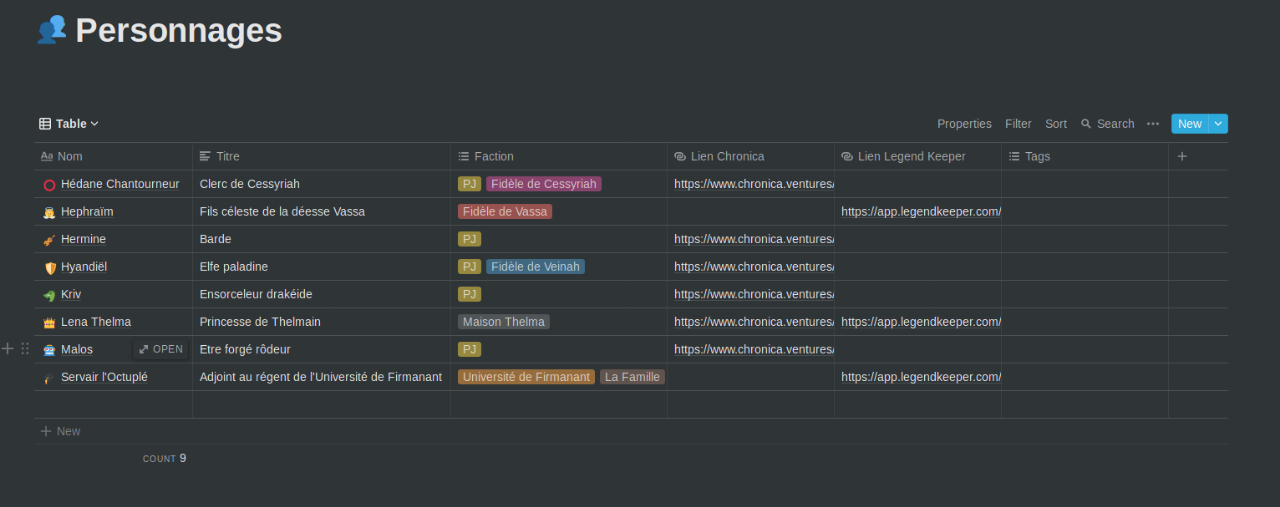 Personnages
Table Properties Filter Sort Search New
Aa Nom Titre Faction Lien Chronica Lien Legend Keeper Tags
Hédane Chantourneur Clerc de Cessyriah PJ Fidèle de Cessyriah https://www.chronica.ventures/
Hephraïm Fils céleste de la déesse Vassa Fidèle de Vassa https://app.legendkeeper.com/
Hermine Barde PJ https://www.chronica.ventures/
Hyandiël Elfe paladine PJ Fidèle de Veinah https://www.chronica.ventures/
Kriv Ensorceleur drakéide PJ https://www.chronica.ventures/
Lena Thelma Princesse de Thelmain Maison Thelma https://www.chronica.ventures/ https://app.legendkeeper.com/
Malos OPEN Etre forgé rôdeur PJ https://www.chronica.ventures/
Servair l'Octuplé Adjoint au régent de l'Université de Firmanant Université de Firmanant La Famille https://app.legendkeeper.com/
New
COUNT 9